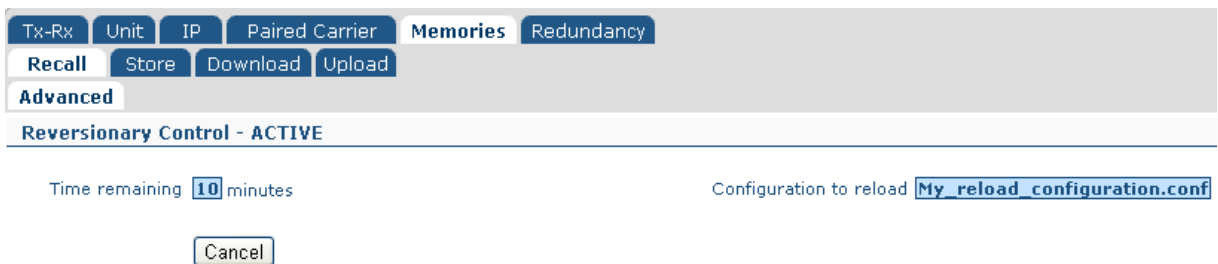 Tx-Rx Unit IP Paired Carrier Memories Redundancy
Recall Store Download Upload
Advanced
Reversionary Control - ACTIVE
Time remaining 10 minutes Configuration to reload My_reload_configuration.conf
Cancel